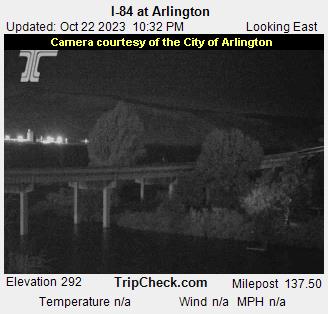 I-84 at Arlington
Updated: Oct 22 2023 10:32 PM Looking East
Camera courtesy of the City of Arlington
Elevation 292 TripCheck.com Milepost 137.50
Temperature n/a Wind n/a MPH n/a